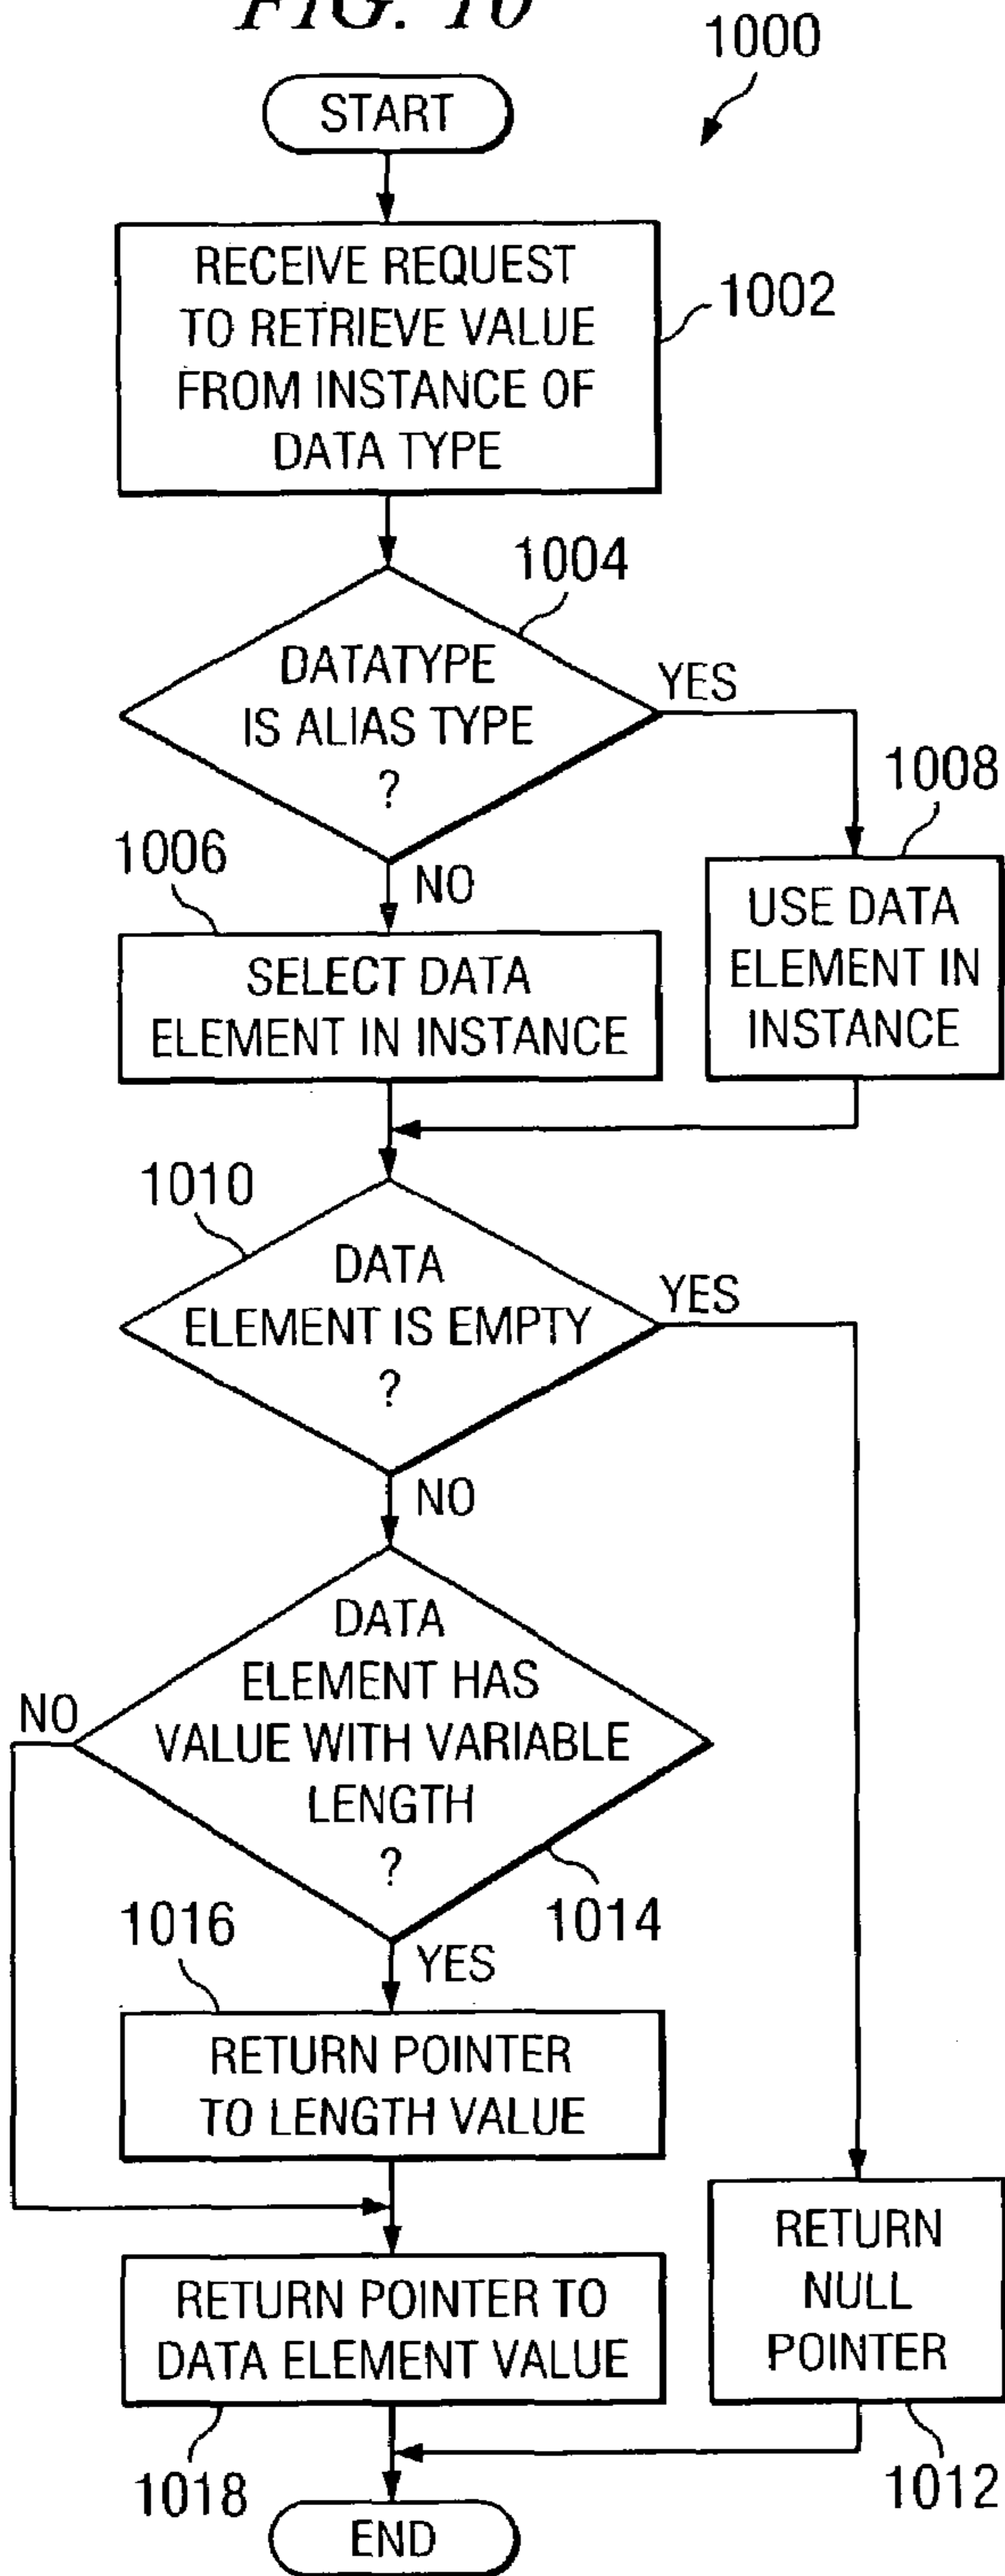 FIG. 10
1000
START
RECEIVE REQUEST
TO RETRIEVE VALUE
FROM INSTANCE OF
DATA TYPE
1002
1004
DATATYPE
IS ALIAS TYPE
?
YES
1008
1006
NO
USE DATA
ELEMENT IN
INSTANCE
SELECT DATA
ELEMENT IN INSTANCE
1010
DATA
ELEMENT IS EMPTY
?
YES
NO
DATA
ELEMENT HAS
VALUE WITH VARIABLE
LENGTH
?
NO
1014
1016
YES
RETURN POINTER
TO LENGTH VALUE
RETURN
NULL
POINTER
RETURN POINTER TO
DATA ELEMENT VALUE
1018
1012
END